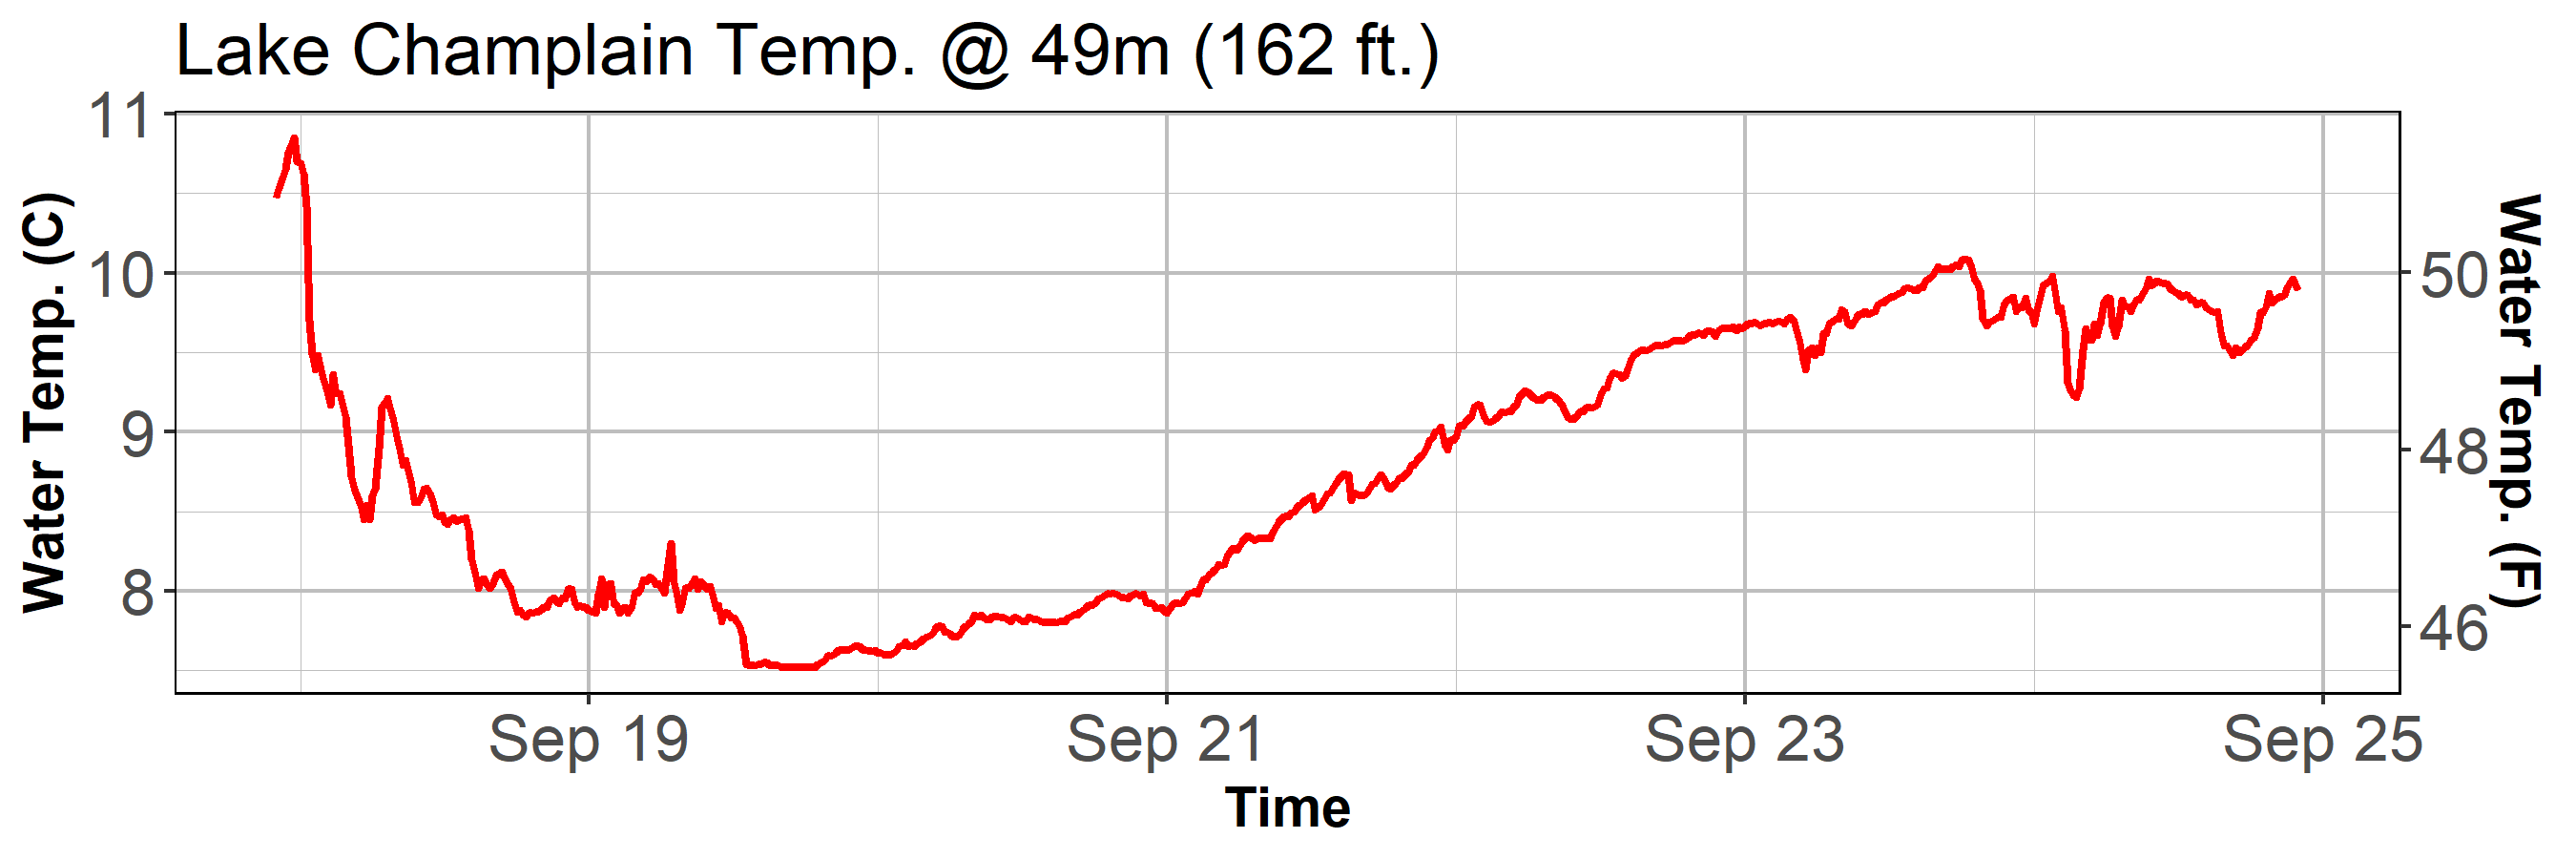 Lake Champlain Temp. @ 49m (162 ft.)
Water Temp. (C)
11
10
9
8
50
48
46
Water Temp. (F)
Sep 19
Sep 21
Sep 23
Sep 25
Time